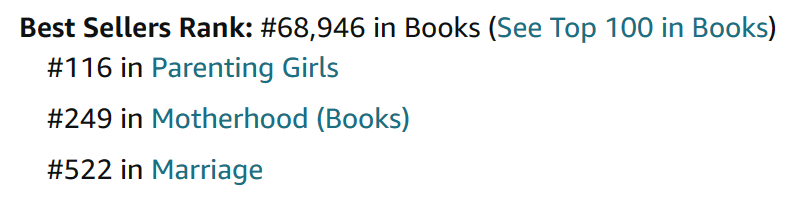 Best Sellers Rank: #68,946 in Books (See Top 100 in Books)
#116 in Parenting Girls
#249 in Motherhood (Books)
#522 in Marriage